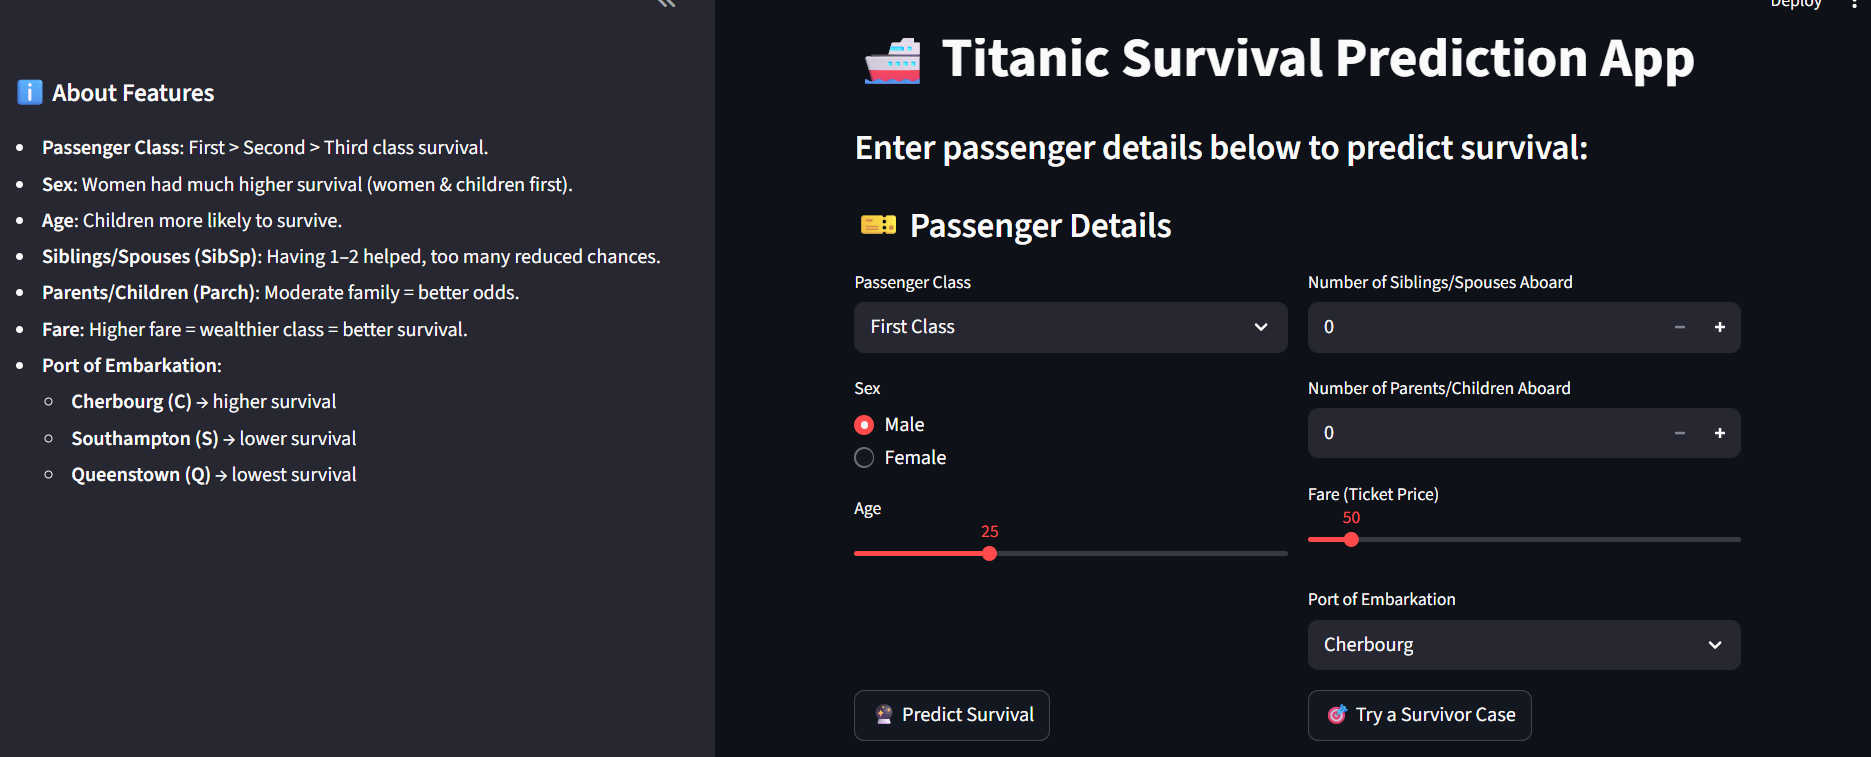 Deploy
About Features
Passenger Class: First > Second > Third class survival.
Sex: Women had much higher survival (women & children first).
Age: Children more likely to survive.
Siblings/Spouses (SibSp): Having 1–2 helped, too many reduced chances.
Parents/Children (Parch): Moderate family = better odds.
Fare: Higher fare = wealthier class = better survival.
Port of Embarkation:
Cherbourg (C) → higher survival
Southampton (S) → lower survival
Queenstown (Q) → lowest survival
Titanic Survival Prediction App
Enter passenger details below to predict survival:
Passenger Details
Passenger Class
First Class
Sex
Male
Female
Age
25
Number of Siblings/Spouses Aboard
0
Number of Parents/Children Aboard
0
Fare (Ticket Price)
50
Port of Embarkation
Cherbourg
Predict Survival
Try a Survivor Case